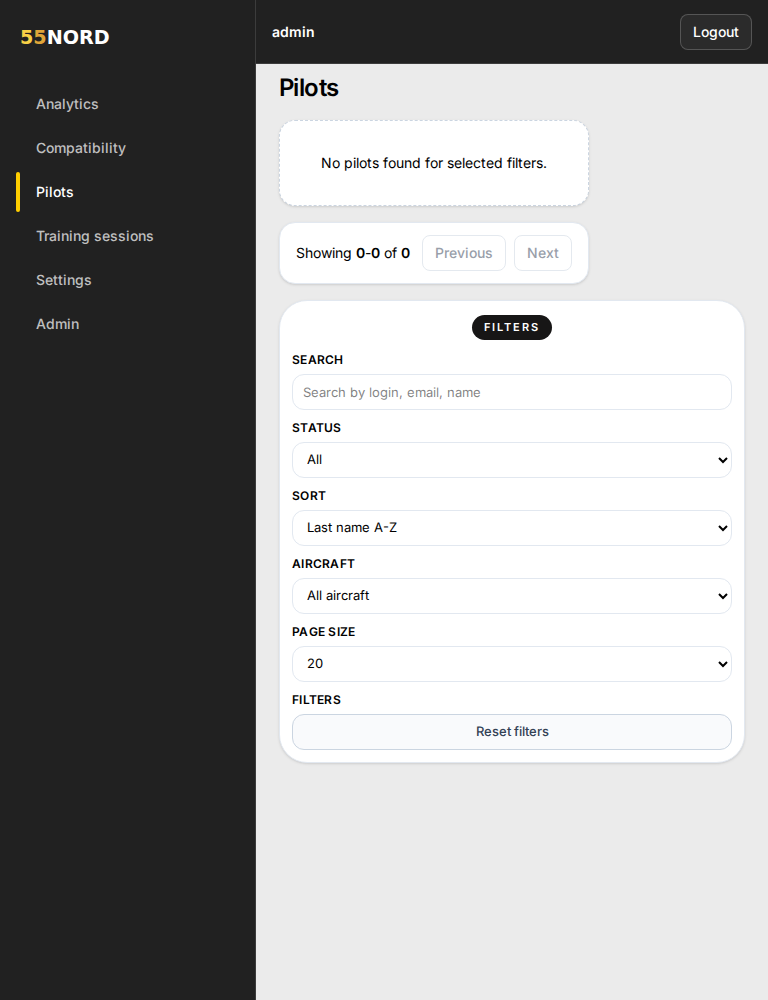 55NORD
admin
Logout
Analytics
Compatibility
Pilots
Training sessions
Settings
Admin
Pilots
No pilots found for selected filters.
Showing 0-0 of 0 Previous Next
FILTERS
SEARCH
Search by login, email, name
STATUS
All
SORT
Last name A-Z
AIRCRAFT
All aircraft
PAGE SIZE
20
FILTERS
Reset filters